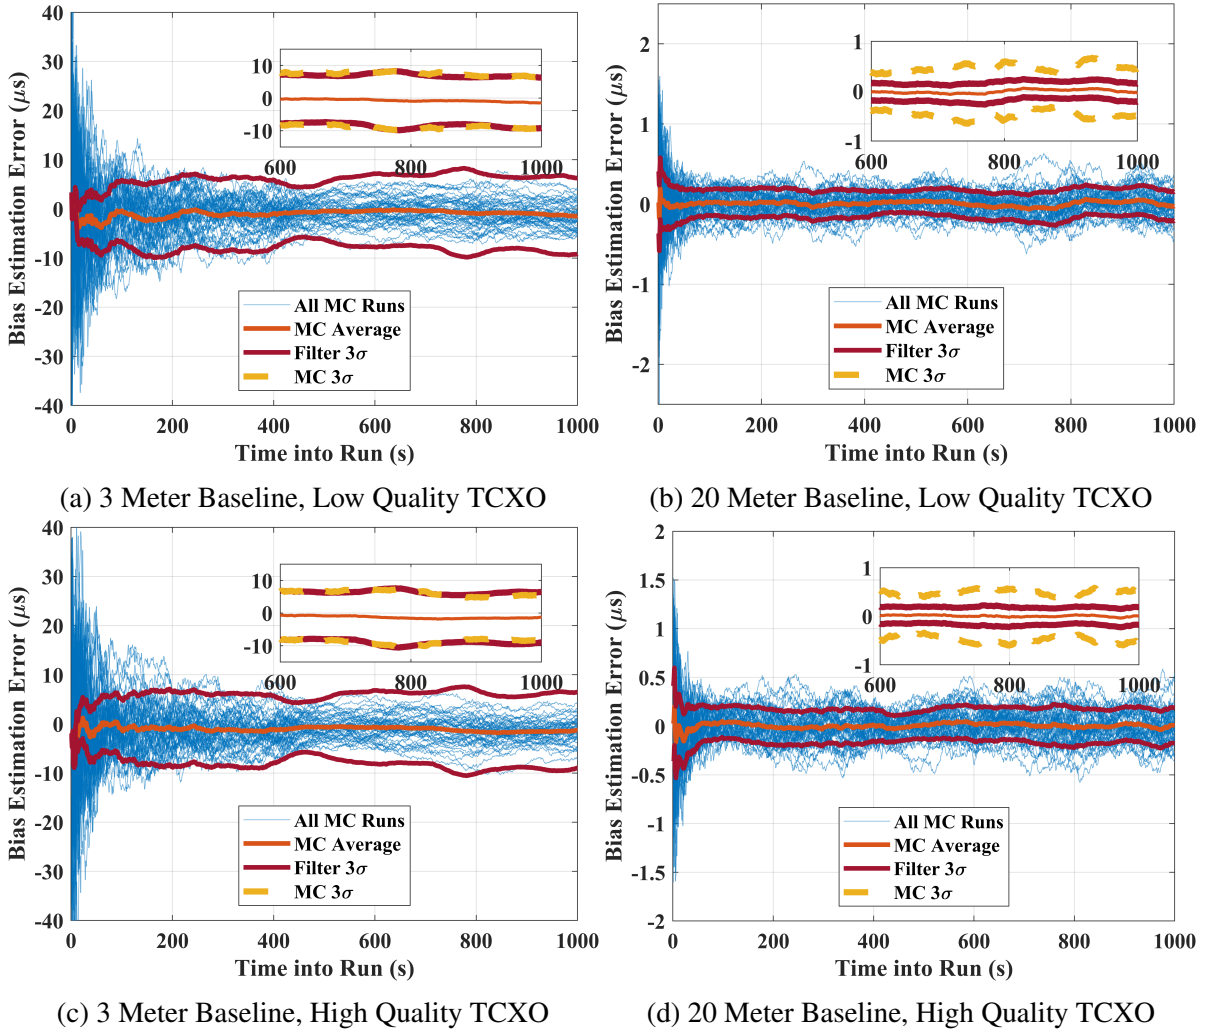 40
30
20
10
0
-10
-20
-30
-40
Bias Estimation Error (μs)
10
0
-10
600
800
1000
All MC Runs
MC Average
Filter 3σ
MC 3σ
0
200
400
600
800
1000
Time into Run (s)
(a) 3 Meter Baseline, Low Quality TCXO
2
1
0
-1
-2
Bias Estimation Error (μs)
1
0
-1
600
800
1000
All MC Runs
MC Average
Filter 3σ
MC 3σ
0
200
400
600
800
1000
Time into Run (s)
(b) 20 Meter Baseline, Low Quality TCXO
40
30
20
10
0
-10
-20
-30
-40
Bias Estimation Error (μs)
10
0
-10
600
800
1000
All MC Runs
MC Average
Filter 3σ
MC 3σ
0
200
400
600
800
1000
Time into Run (s)
(c) 3 Meter Baseline, High Quality TCXO
2
1.5
1
0.5
0
-0.5
-1
-1.5
-2
Bias Estimation Error (μs)
1
0
-1
600
800
1000
All MC Runs
MC Average
Filter 3σ
MC 3σ
0
200
400
600
800
1000
Time into Run (s)
(d) 20 Meter Baseline, High Quality TCXO